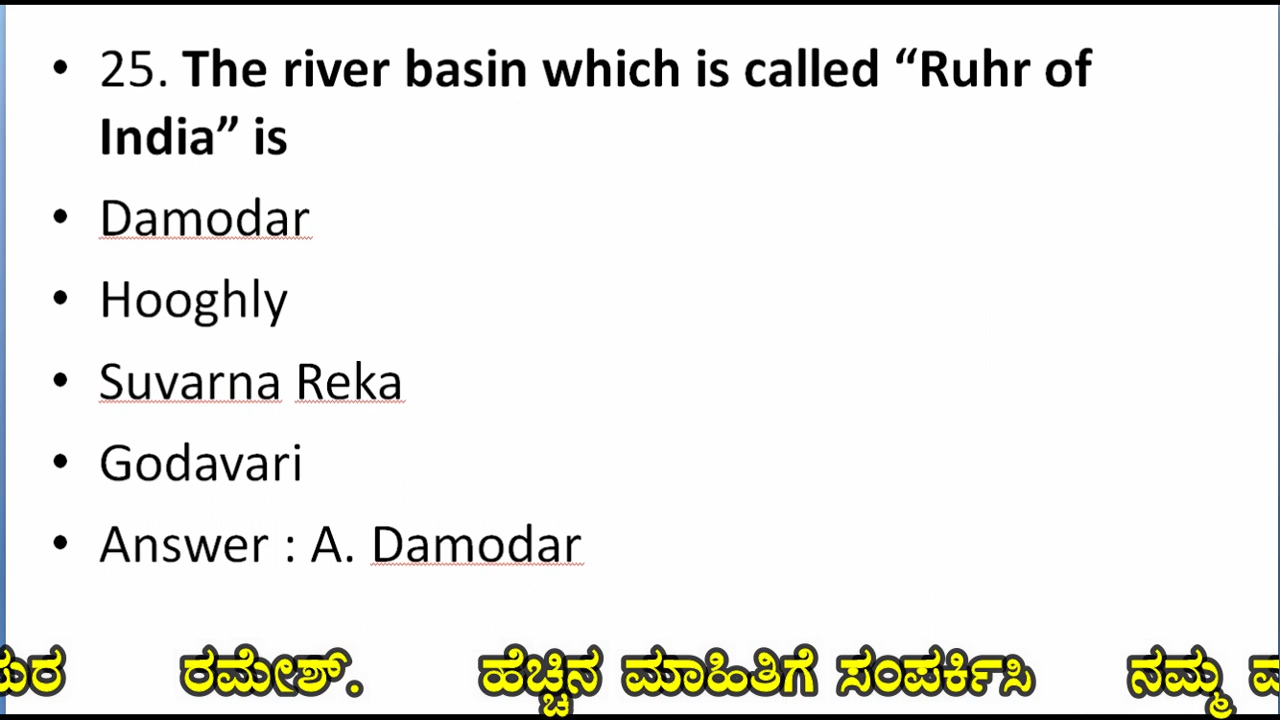 • 25. The river basin which is called “Ruhr of
India” is
• Damodar
• Hooghly
• Suvarna Reka
• Godavari
• Answer : A. Damodar
ರಮೇಶ್. ಹೆಚ್ಚಿನ ಮಾಹಿತಿಗೆ ಸಂಪರ್ಕಿಸಿ ನಮ್ಮ